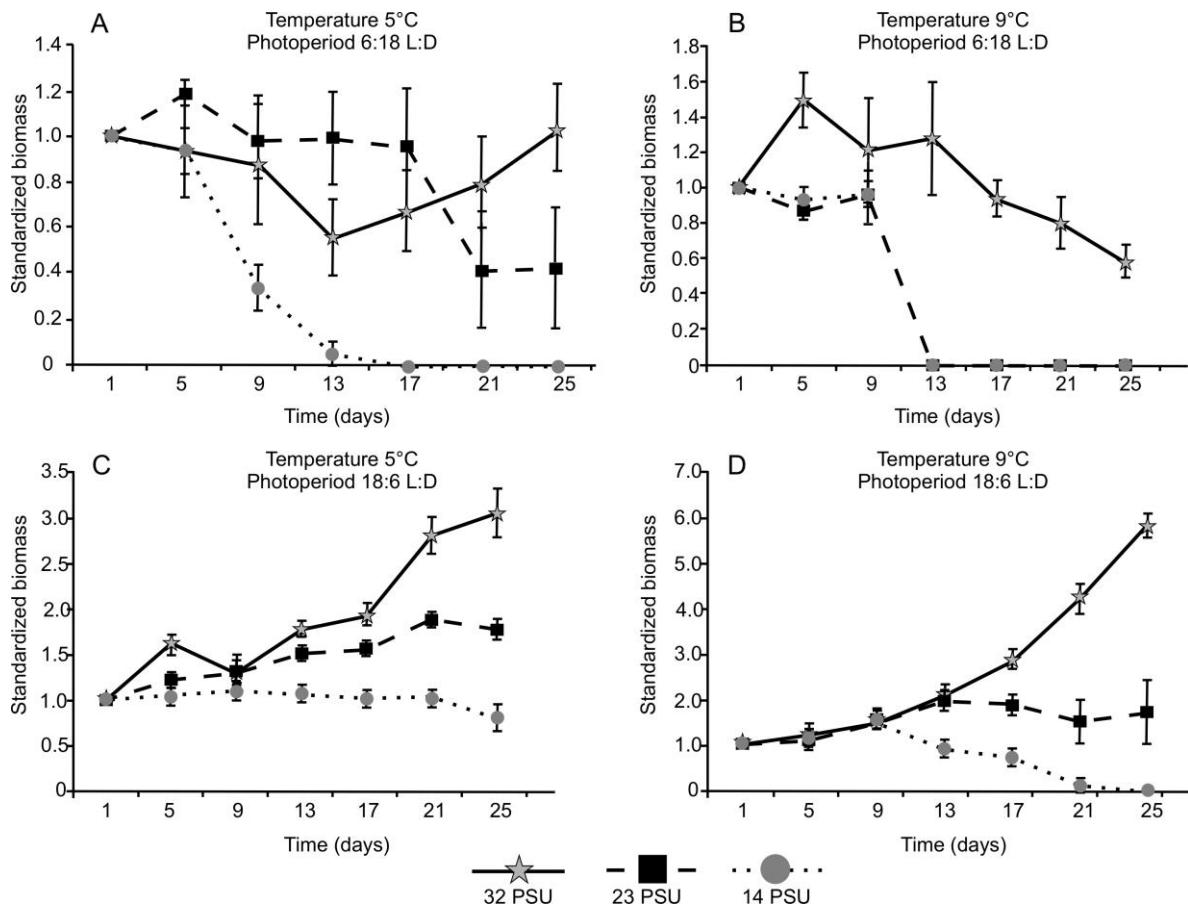 A
Temperature 5°C
Photoperiod 6:18 L:D
Standardized biomass
1.4
1.2
1.0
0.8
0.6
0.4
0.2
0
1 5 9 13 17 21 25
Time (days)
B
Temperature 9°C
Photoperiod 6:18 L:D
Standardized biomass
1.8
1.6
1.4
1.2
1.0
0.8
0.6
0.4
0.2
0
1 5 9 13 17 21 25
Time (days)
C
Temperature 5°C
Photoperiod 18:6 L:D
Standardized biomass
3.5
3.0
2.5
2.0
1.5
1.0
0.5
0
1 5 9 13 17 21 25
Time (days)
D
Temperature 9°C
Photoperiod 18:6 L:D
Standardized biomass
7.0
6.0
5.0
4.0
3.0
2.0
1.0
0
1 5 9 13 17 21 25
Time (days)
32 PSU 23 PSU 14 PSU